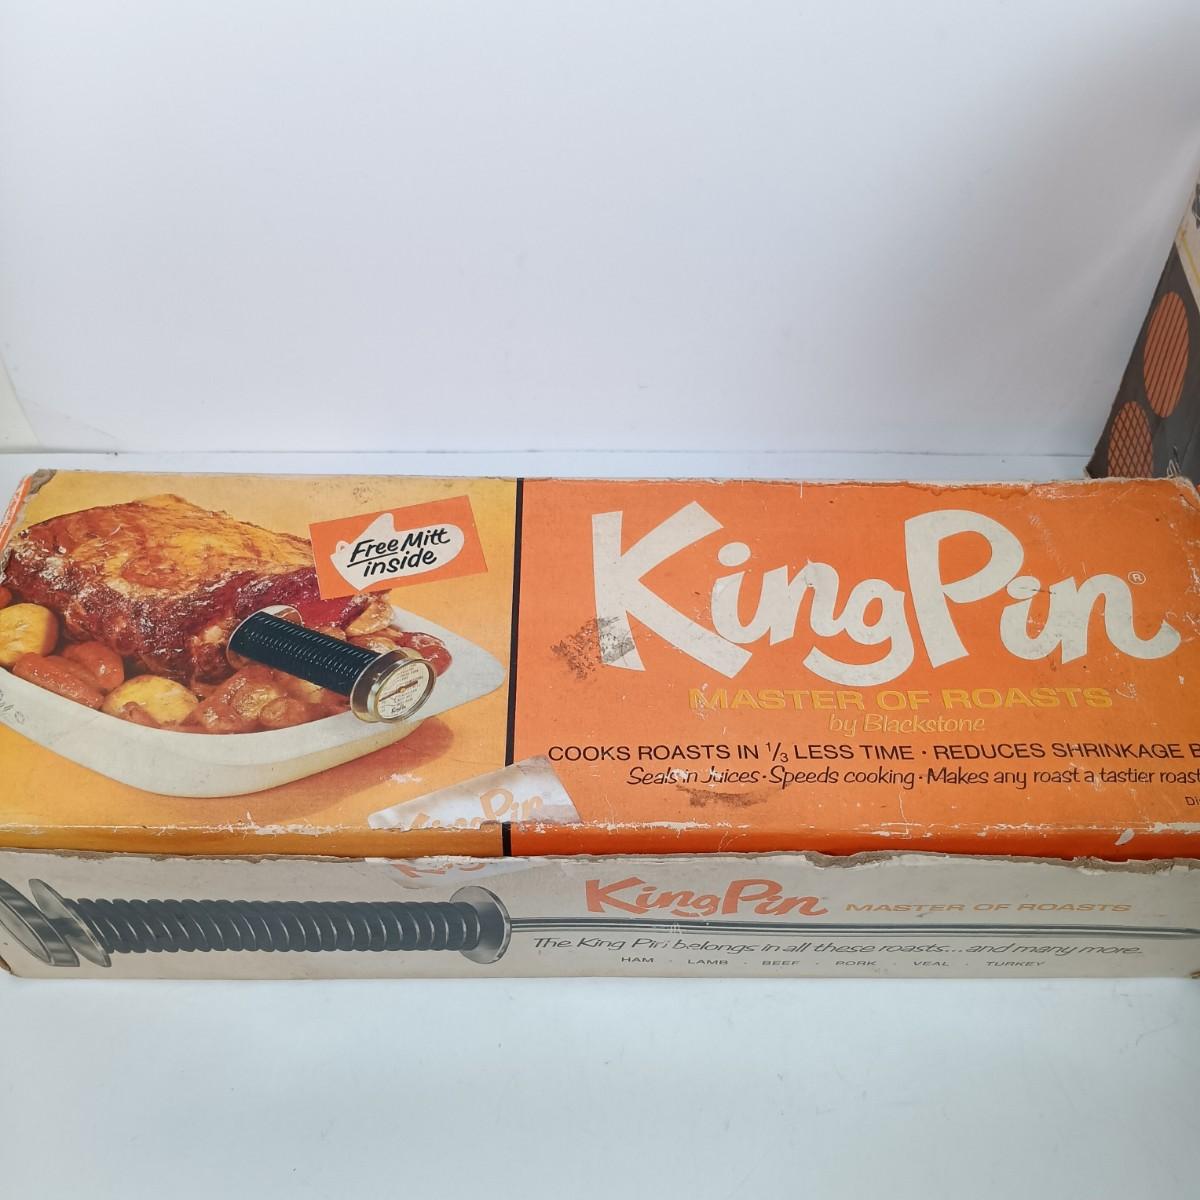 Free Mitt
inside
KingPin®
MASTER OF ROASTS
by Blackstone
COOKS ROASTS IN 1/3 LESS TIME · REDUCES SHRINKAGE B
Seals in Juices · Speeds cooking · Makes any roast a tastier roast
Di
KingPin
KingPin MASTER OF ROASTS
The King Pin belongs in all these roasts... and many more.
HAM · LAMB · BEEF · PORK · VEAL · TURKEY